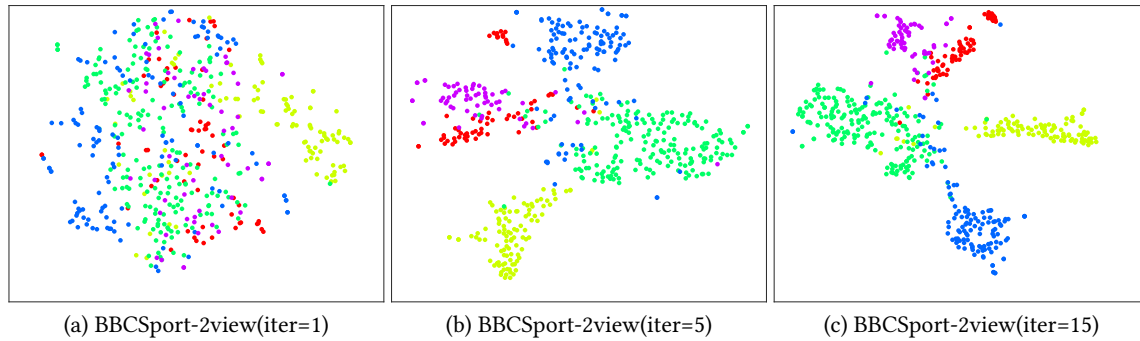 (a) BBCSport-2view(iter=1)
(b) BBCSport-2view(iter=5)
(c) BBCSport-2view(iter=15)